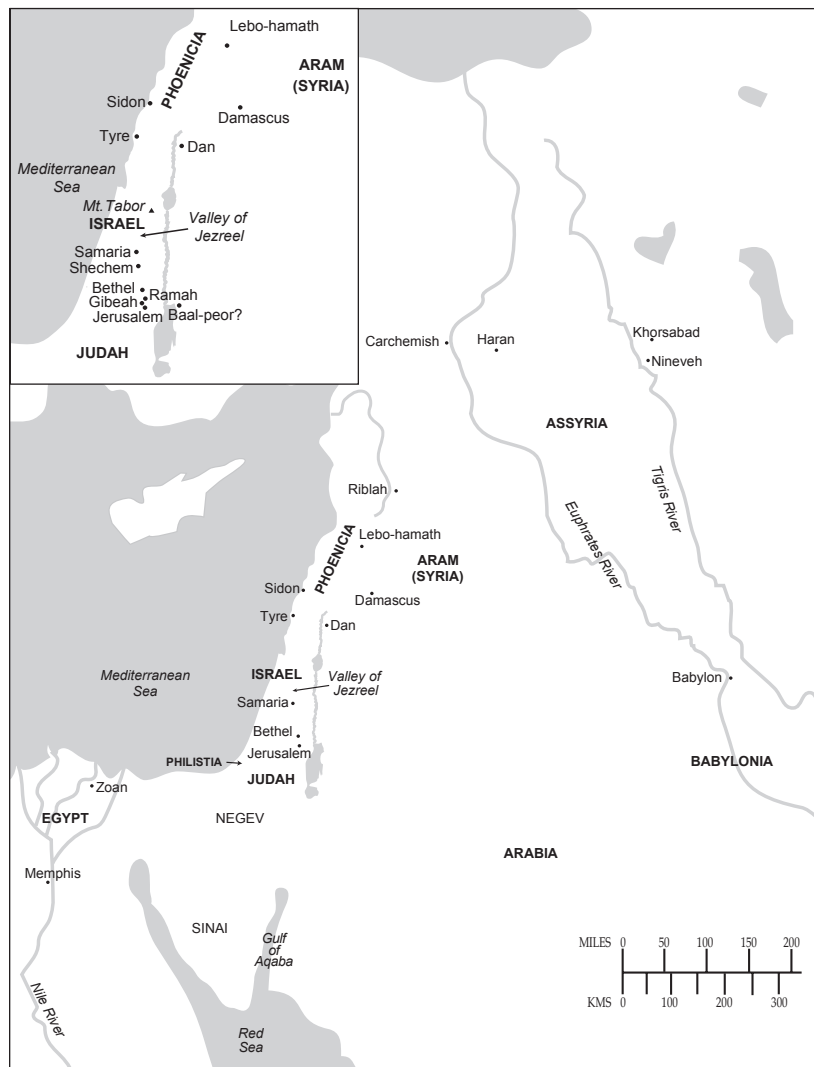 Lebo-hamath
PHOENICIA
ARAM
(SYRIA)
Sidon
Damascus
Tyre
Dan
Mediterranean
Sea
Mt. Tabor
ISRAEL
Valley of
Jezreel
Samaria
Shechem
Bethel
Ramah
Gibeah
Jerusalem
Baal-peor?
JUDAH
Carchemish
Haran
Khorsabad
Nineveh
ASSYRIA
Riblah
Tigris River
Euphrates River
Lebo-hamath
PHOENICIA
ARAM
(SYRIA)
Sidon
Damascus
Tyre
Dan
Mediterranean
Sea
ISRAEL
Valley of
Jezreel
Samaria
Babylon
Bethel
Jerusalem
PHILISTIA
JUDAH
BABYLONIA
Zoan
EGYPT
NEGEV
ARABIA
Memphis
SINAI
Gulf
of
Aqaba
Nile River
Red
Sea
MILES 0 50 100 150 200
KMS 0 100 200 300